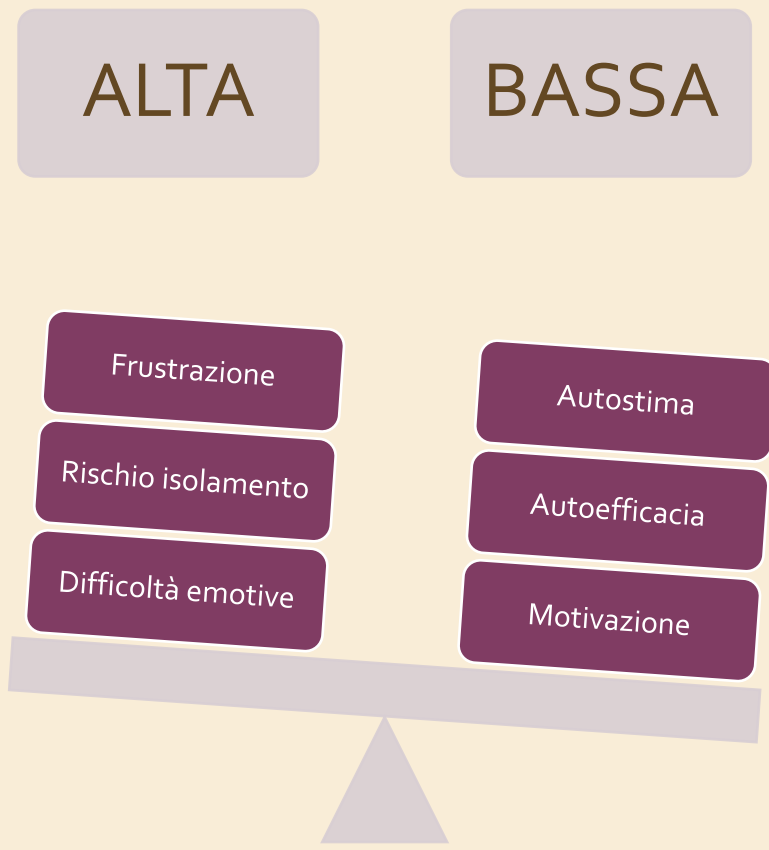 ALTA
BASSA
Frustrazione
Rischio isolamento
Difficoltà emotive
Autostima
Autoefficacia
Motivazione